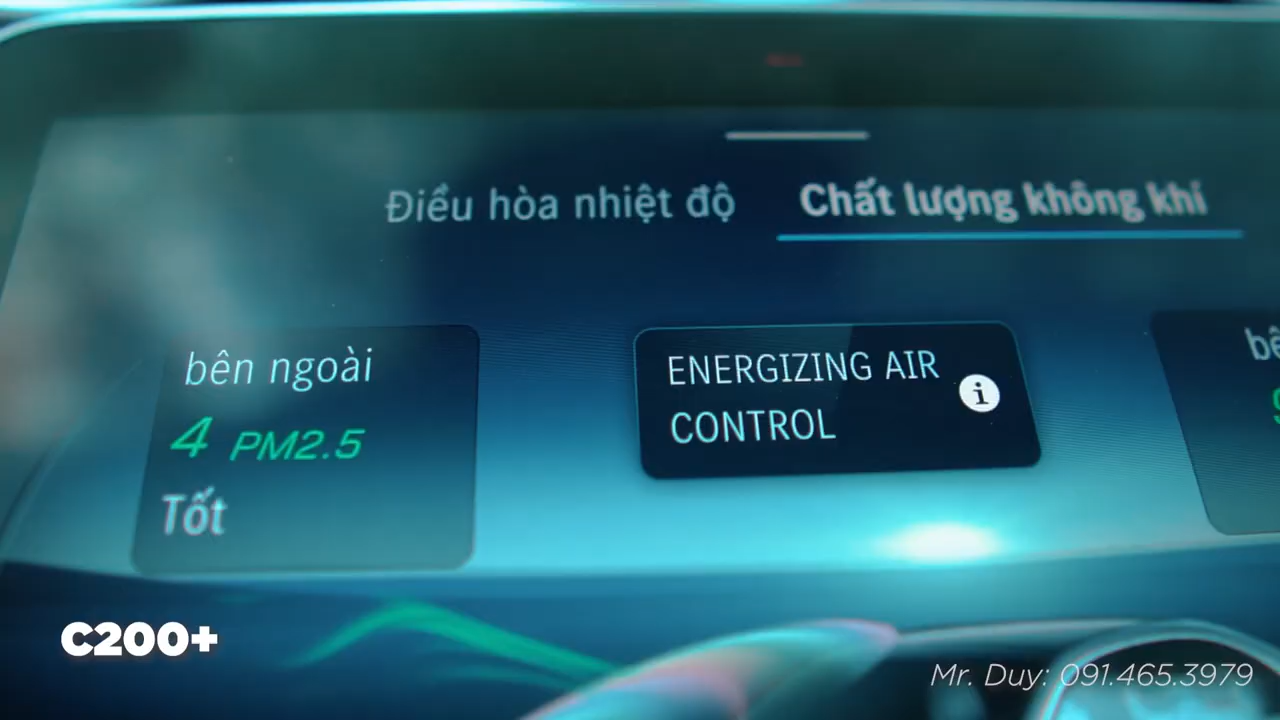 Điều hòa nhiệt độ
Chất lượng không khí
bên ngoài
4 PM2.5
Tốt
ENERGIZING AIR
CONTROL
C200+
Mr. Duy: 091.465.3979